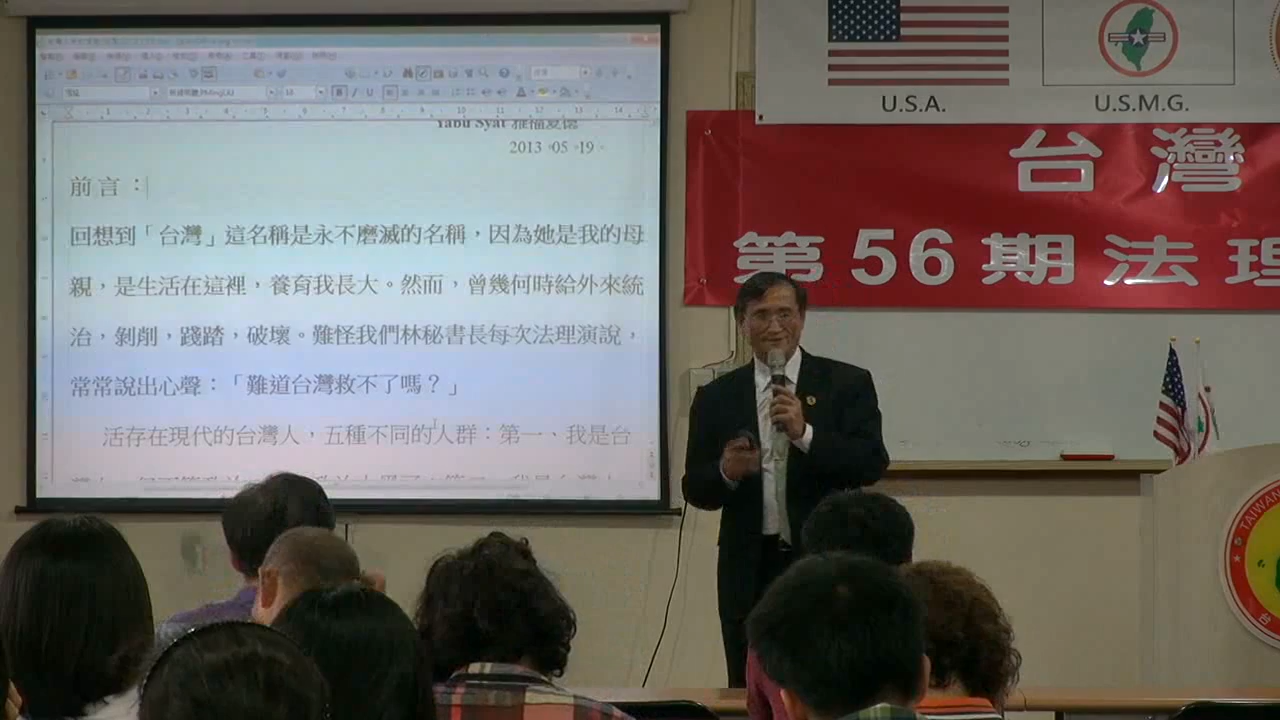 Yabu Syat 雅福夏德
2013 ▫05 ▫19 ▫
前言：
回想到「台灣」這名稱是永不磨滅的名稱，因為她是我的母
親，是生活在這裡，養育我長大。然而，曾幾何時給外來統
治，剝削，踐踏，破壞。難怪我們林秘書長每次法理演說，
常常說出心聲：「難道台灣救不了嗎？」
活存在現代的台灣人，五種不同的人群：第一、我是台
U.S.A.
U.S.M.G.
台灣
第56期法理
TAIWAN
台